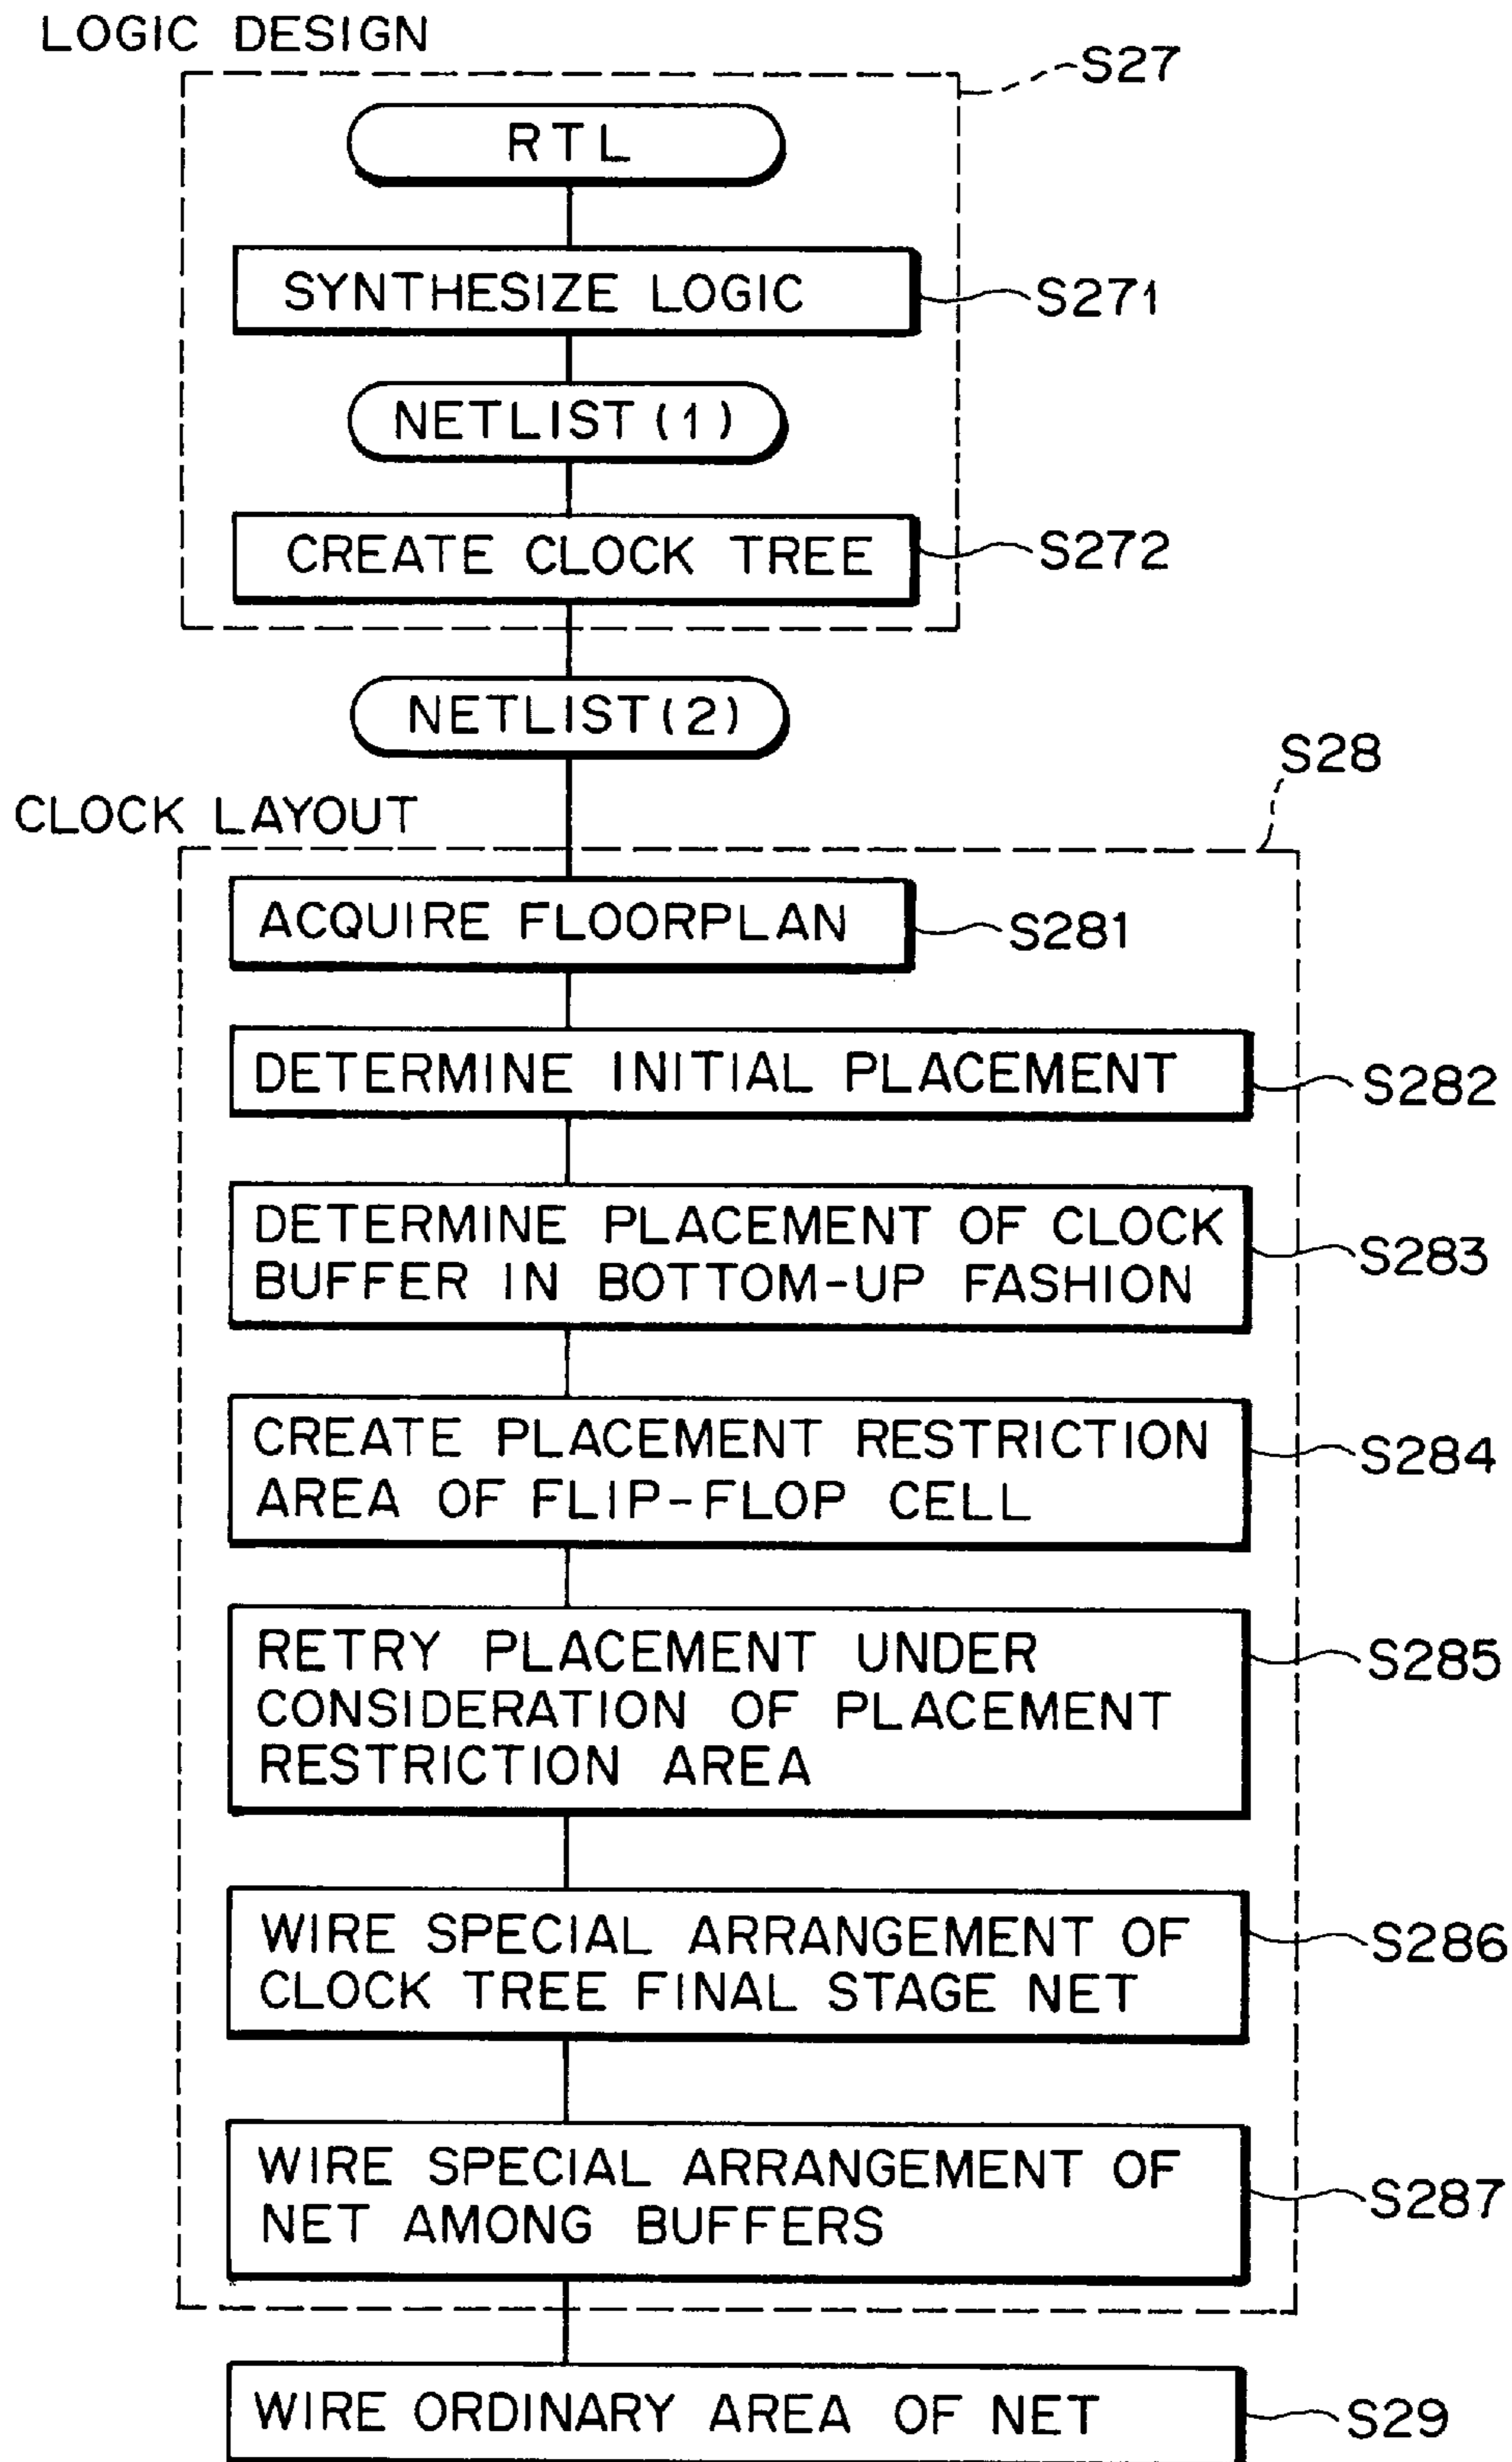 LOGIC DESIGN
S27
RTL
SYNTHESIZE LOGIC
S271
NETLIST (1)
CREATE CLOCK TREE
S272
NETLIST(2)
S28
CLOCK LAYOUT
ACQUIRE FLOORPLAN
S281
DETERMINE INITIAL PLACEMENT
S282
DETERMINE PLACEMENT OF CLOCK
BUFFER IN BOTTOM-UP FASHION
S283
CREATE PLACEMENT RESTRICTION
AREA OF FLIP-FLOP CELL
S284
RETRY PLACEMENT UNDER
CONSIDERATION OF PLACEMENT
RESTRICTION AREA
S285
WIRE SPECIAL ARRANGEMENT OF
CLOCK TREE FINAL STAGE NET
S286
WIRE SPECIAL ARRANGEMENT OF
NET AMONG BUFFERS
S287
WIRE ORDINARY AREA OF NET
S29